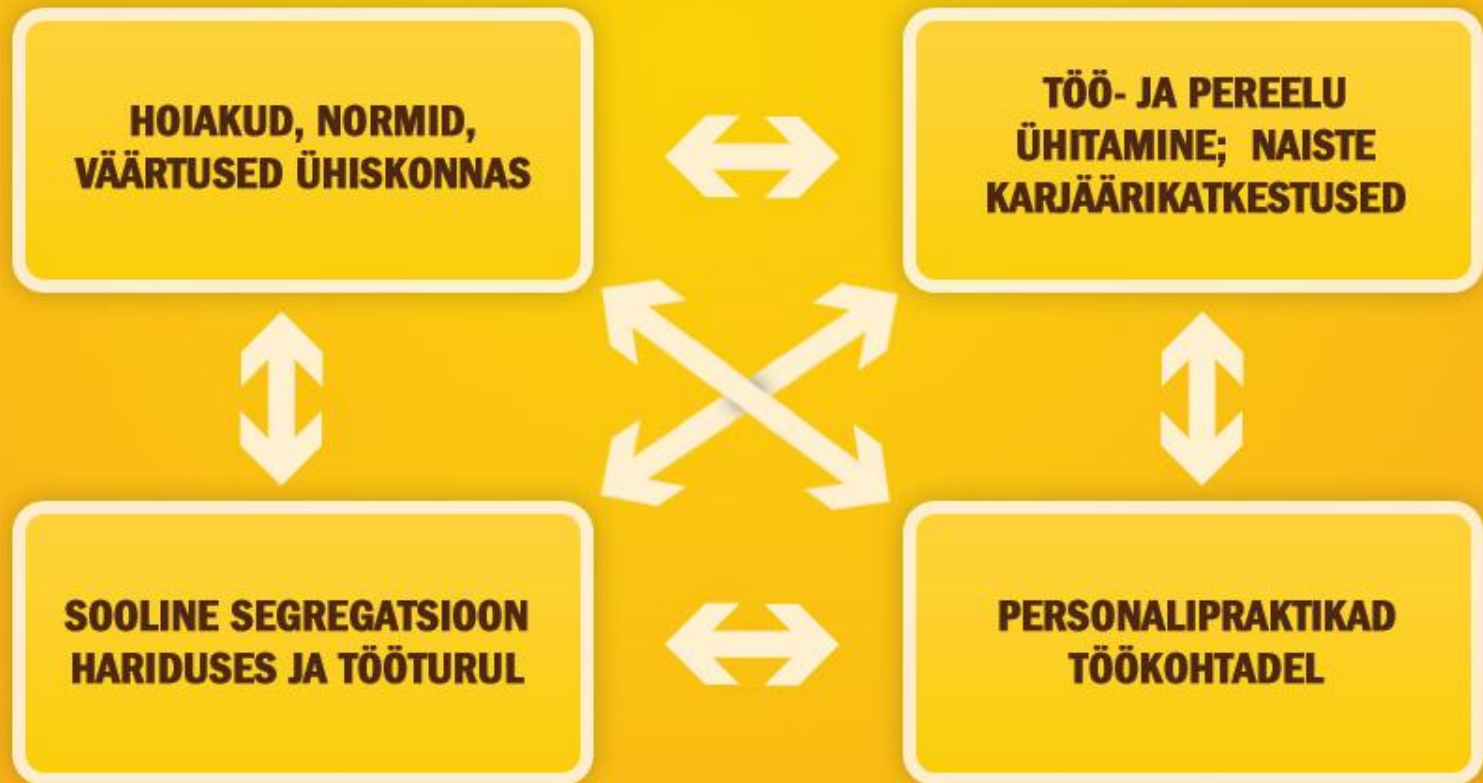 HOIAKUD, NORMID,
VÄÄRTUSED ÜHISKONNAS
TÖÖ- JA PEREELU
ÜHITAMINE; NAISTE
KARJÄÄRIKATKESTUSED
SOOLINE SEGREGATSIOON
HARIDUSES JA TÖÖTURUL
PERSONALIPRAKTIKAD
TÖÖKOHTADEL